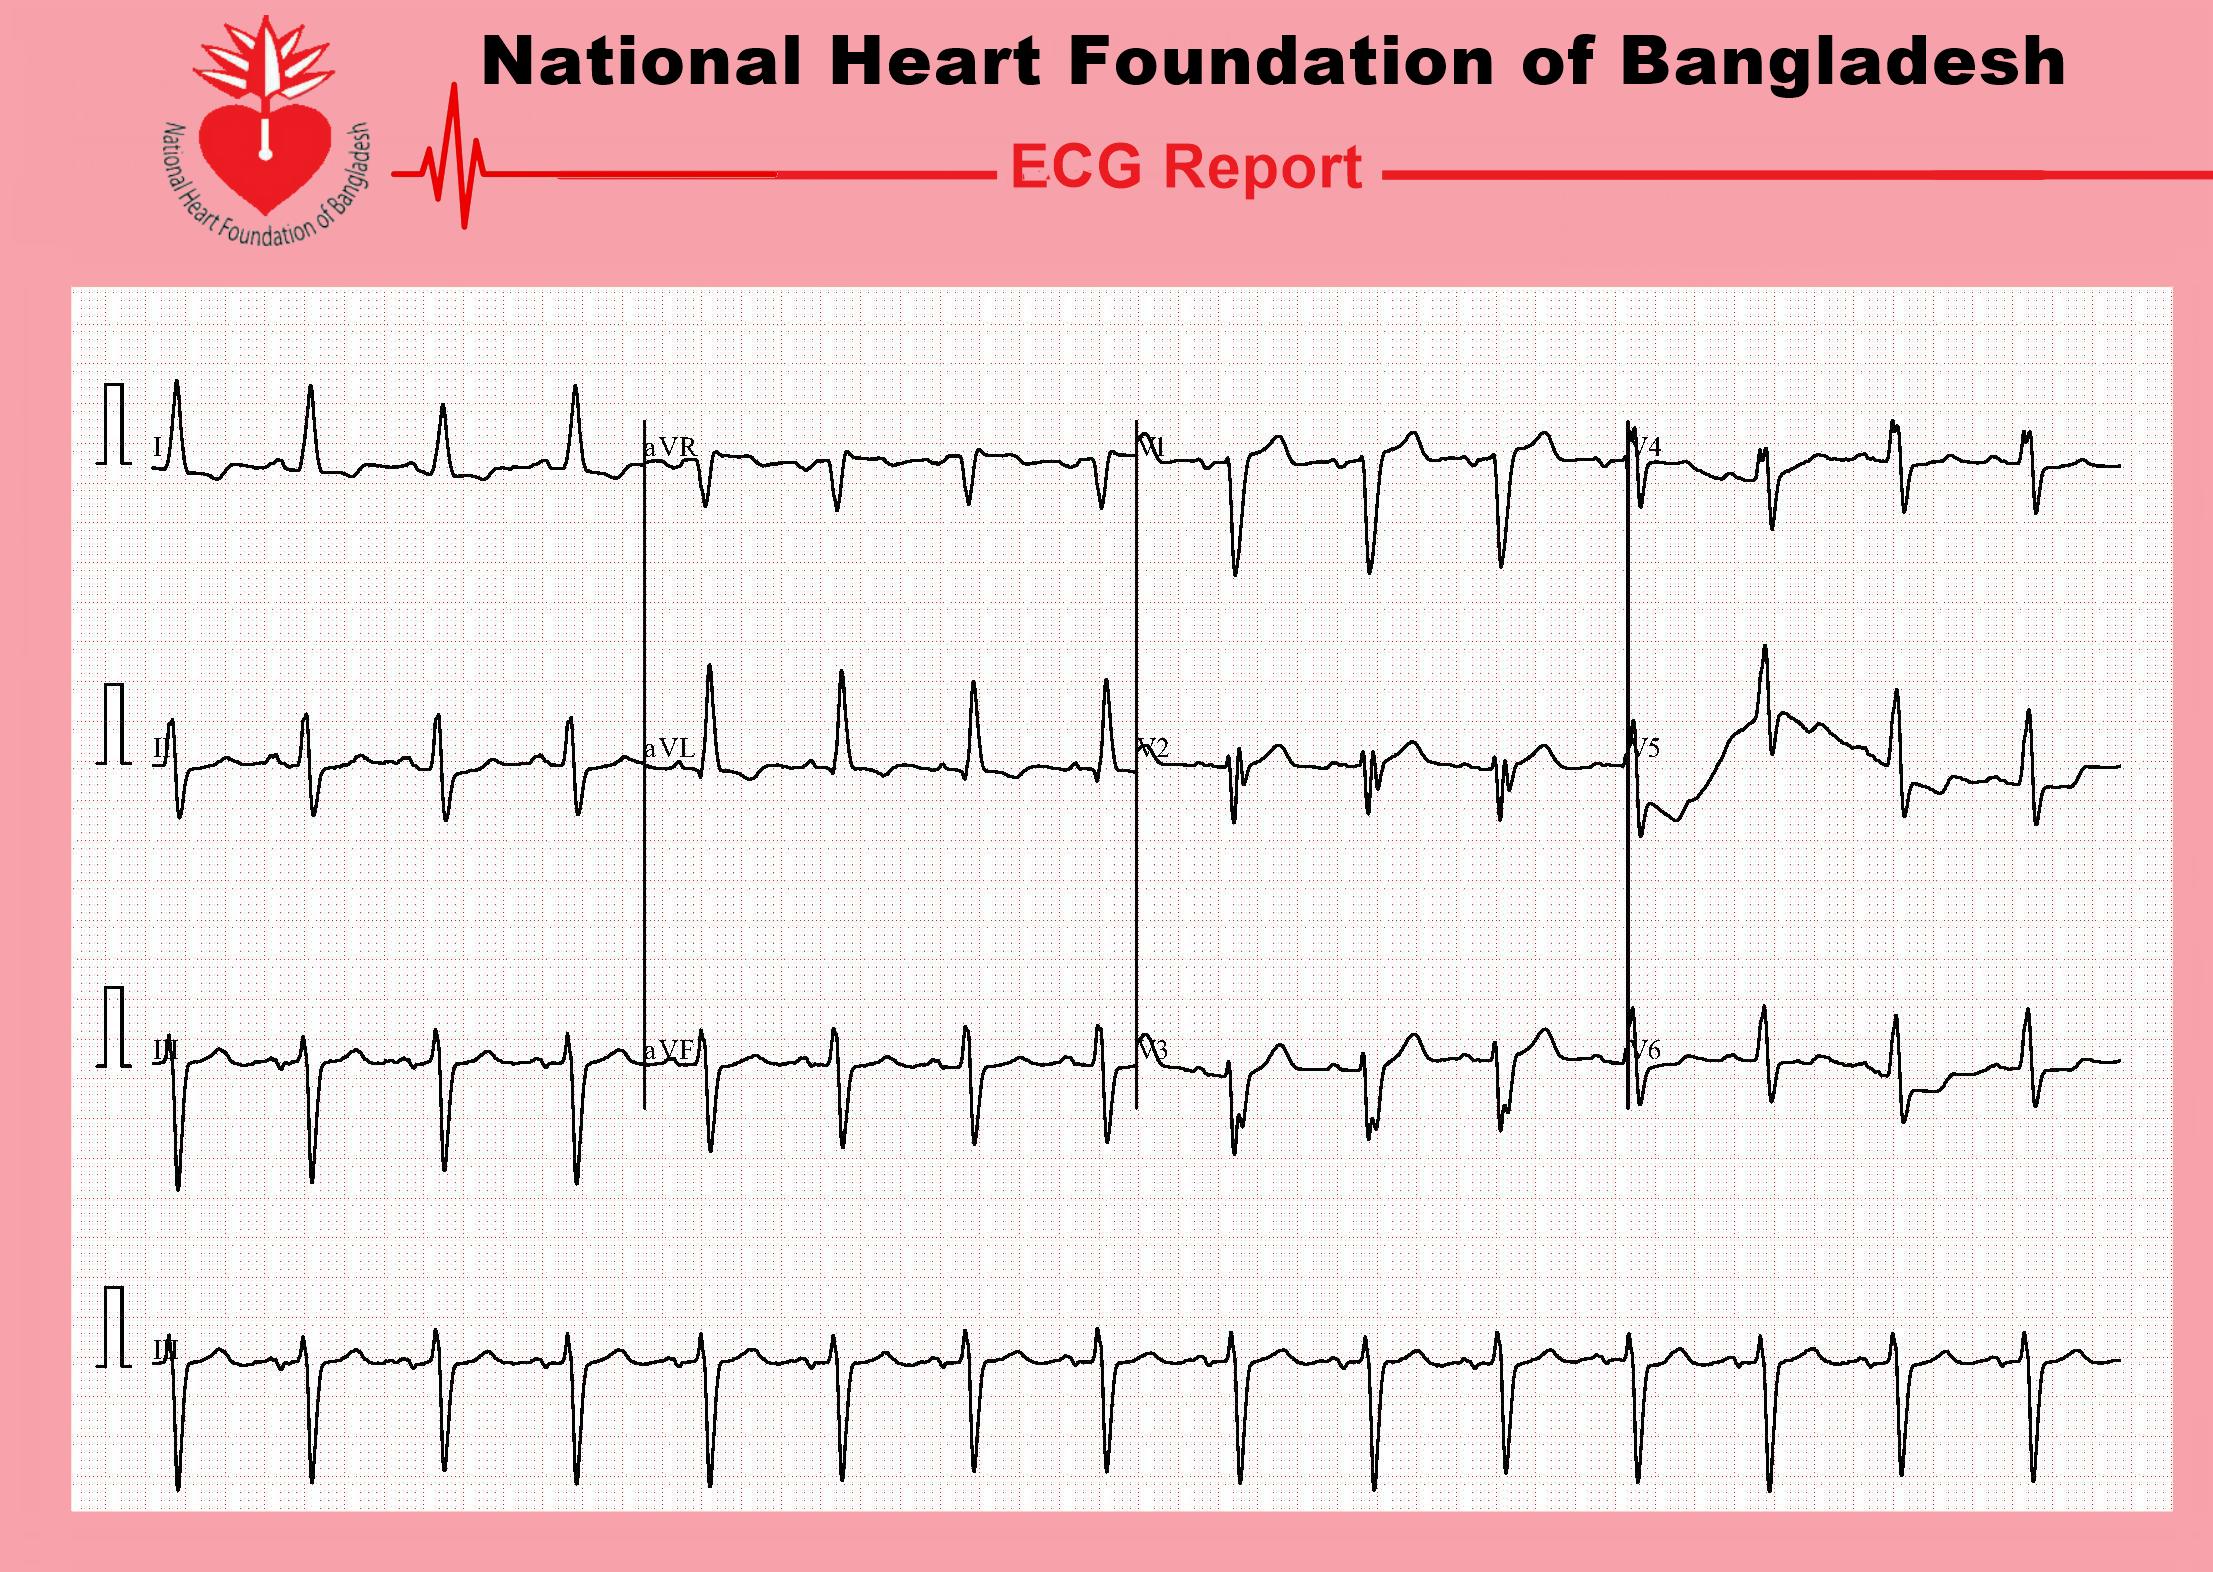 National Heart Foundation of Bangladesh
National Heart Foundation of Bangladesh
ECG Report
I
aVR
V1
V4
II
aVL
V2
V5
III
aVF
V3
V6
III